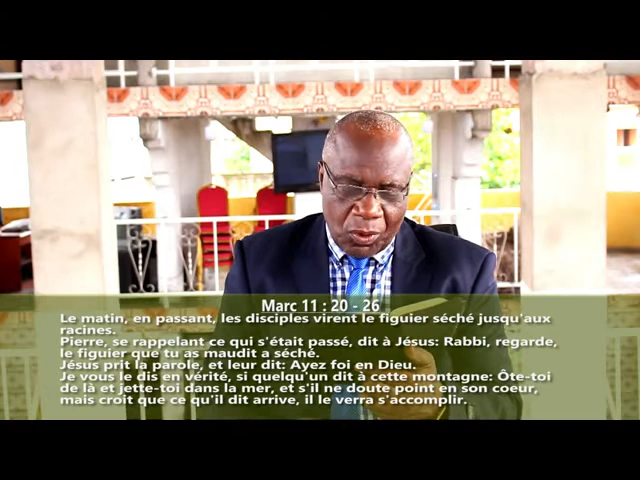 Marc 11 : 20 - 26
Le matin, en passant, les disciples virent le figuier séché jusqu'aux
racines.
Pierre, se rappelant ce qui s'était passé, dit à Jésus: Rabbi, regarde,
le figuier que tu as maudit a séché.
Jésus prit la parole, et leur dit: Ayez foi en Dieu.
Je vous le dis en vérité, si quelqu'un dit à cette montagne: Ôte-toi
de là et jette-toi dans la mer, et s'il ne doute point en son coeur,
mais croit que ce qu'il dit arrive, il le verra s'accomplir.